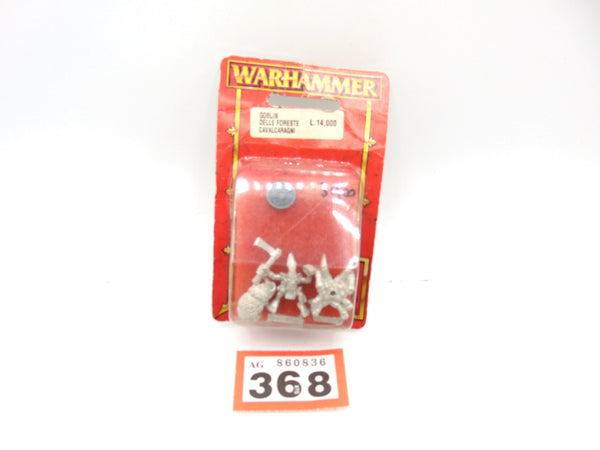 WARHAMMER
GOBLIN
DELLE FORESTE L. 14,000
CAVALCARAGNI
AG 860836
368